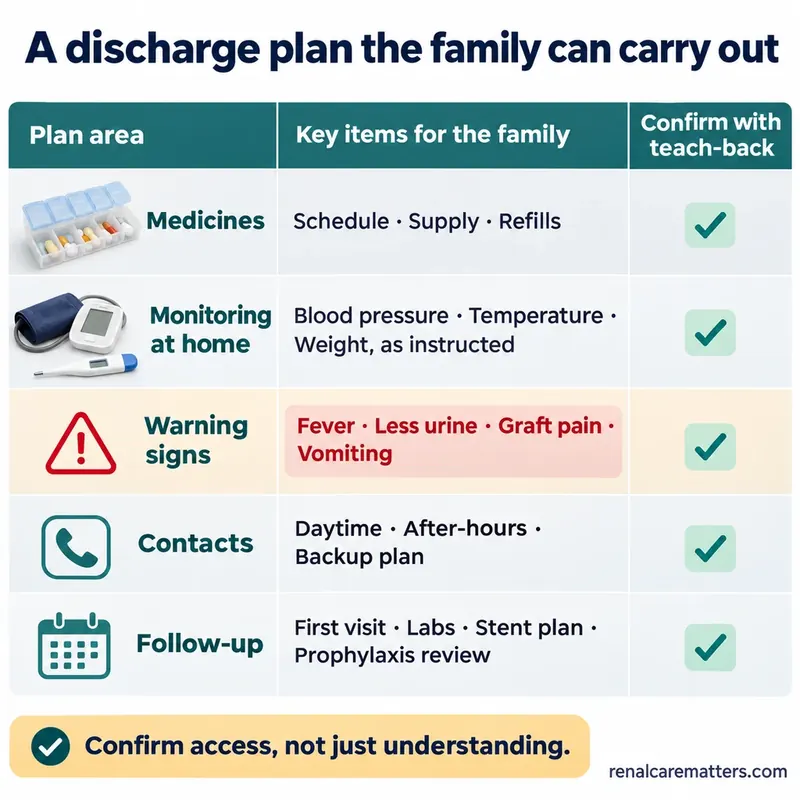 A discharge plan the family can carry out
Plan area
Key items for the family
Confirm with
teach-back
Medicines
Schedule · Supply · Refills
Monitoring
at home
Blood pressure · Temperature ·
Weight, as instructed
Warning
signs
Fever · Less urine · Graft pain ·
Vomiting
Contacts
Daytime · After-hours ·
Backup plan
Follow-up
First visit · Labs · Stent plan ·
Prophylaxis review
Confirm access, not just understanding.
renalcarematters.com